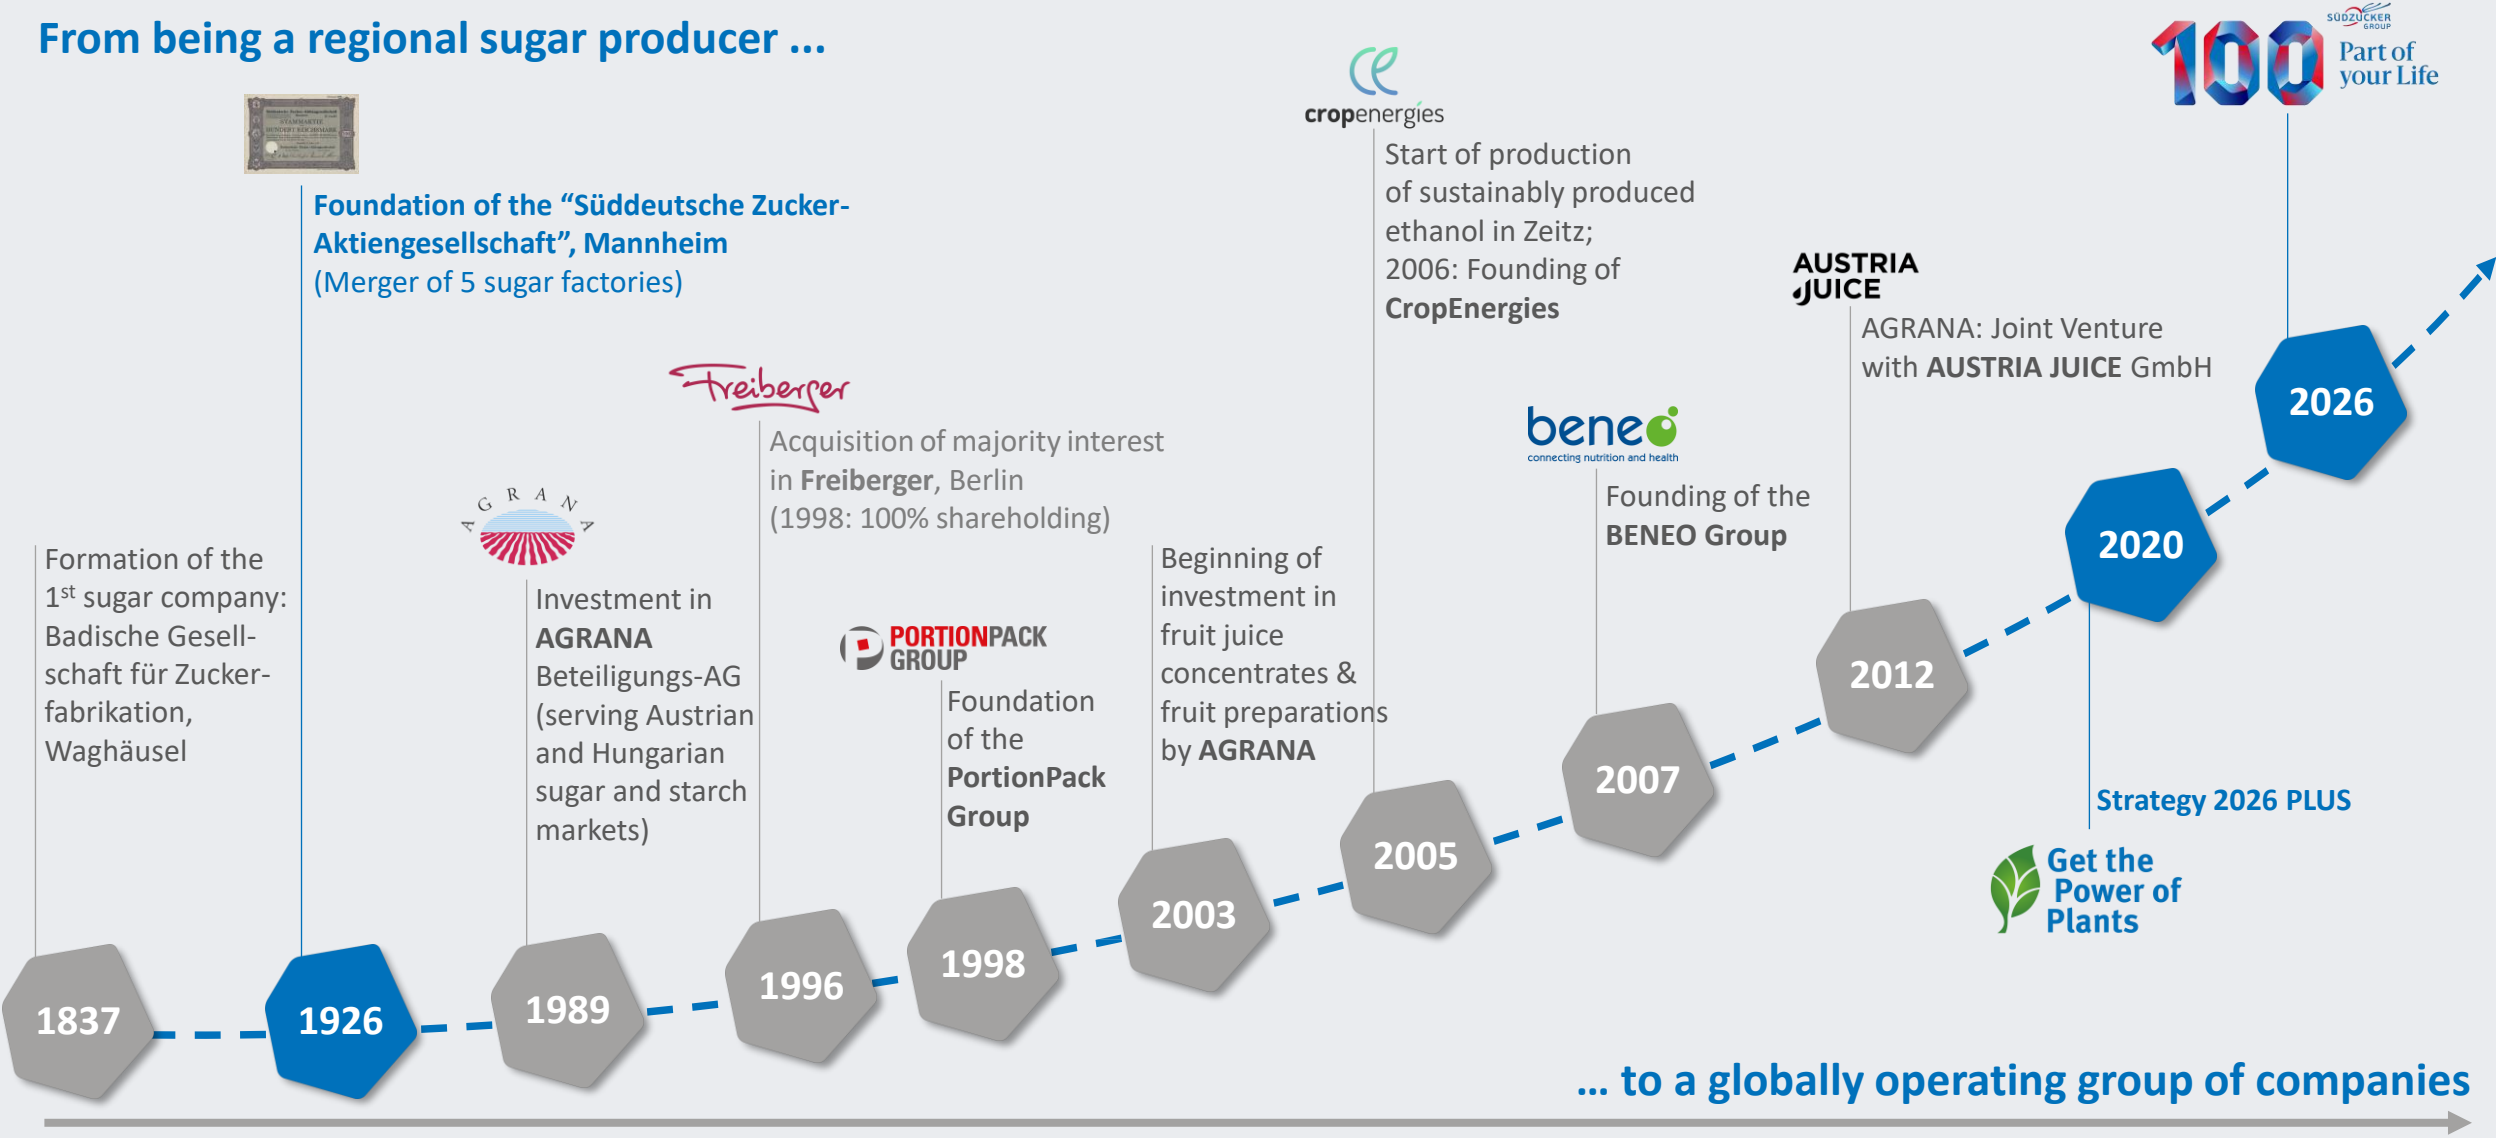 From being a regional sugar producer ...
SÜDZUCKER
GROUP
100
Part of
your Life
STAMMAKTIE
HUNDERT REICHSMARK
Foundation of the “Süddeutsche Zucker-
Aktiengesellschaft”, Mannheim
(Merger of 5 sugar factories)
cropenergies
Start of production
of sustainably produced
ethanol in Zeitz;
2006: Founding of
CropEnergies
AUSTRIA
JUICE
AGRANA: Joint Venture
with AUSTRIA JUICE GmbH
Freiberger
Acquisition of majority interest
in Freiberger, Berlin
(1998: 100% shareholding)
beneo
connecting nutrition and health
Founding of the
BENEO Group
AGRANA
Investment in
AGRANA
Beteiligungs-AG
(serving Austrian
and Hungarian
sugar and starch
markets)
Formation of the
1st sugar company:
Badische Gesell-
schaft für Zucker-
fabrikation,
Waghäusel
PORTIONPACK
GROUP
Foundation
of the
PortionPack
Group
Beginning of
investment in
fruit juice
concentrates &
fruit preparations
by AGRANA
1837
1926
1989
1996
1998
2003
2005
2007
2012
2020
2026
Strategy 2026 PLUS
Get the
Power of
Plants
... to a globally operating group of companies